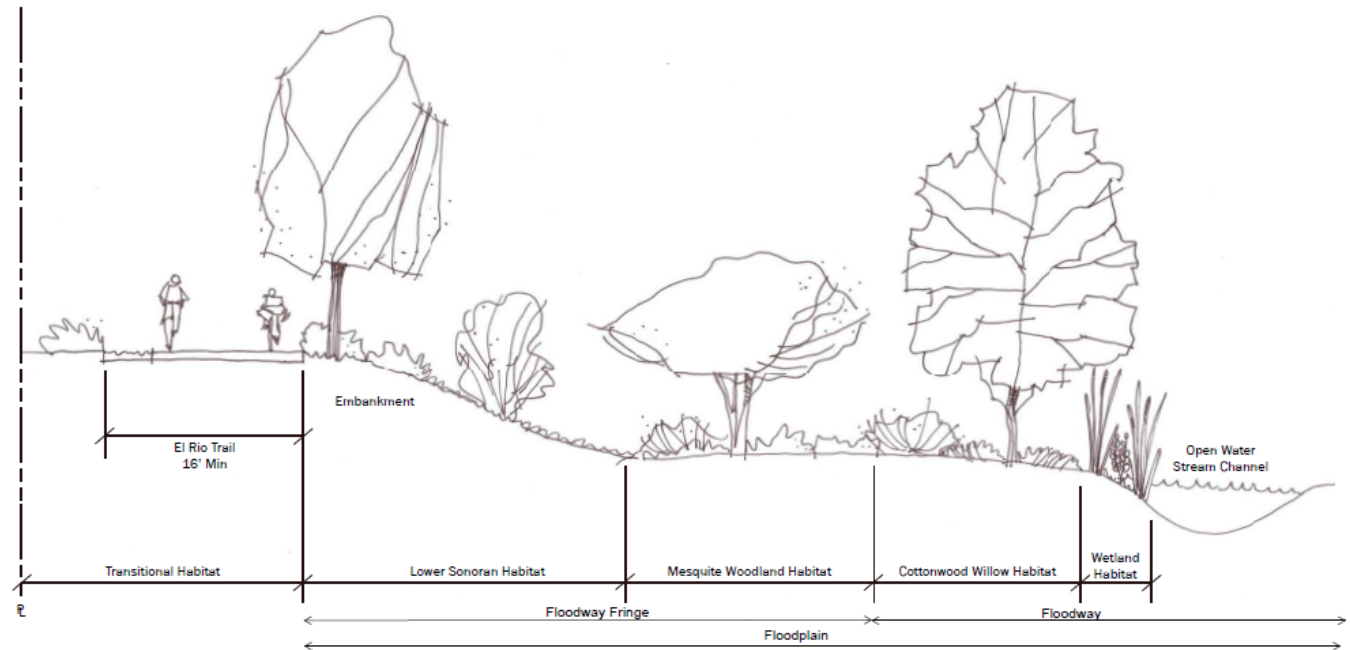 Embankment
El Rio Trail
16' Min
Open Water
Stream Channel
Transitional Habitat
Lower Sonoran Habitat
Mesquite Woodland Habitat
Cottonwood Willow Habitat
Wetland
Habitat
℄
Floodway Fringe
Floodway
Floodplain